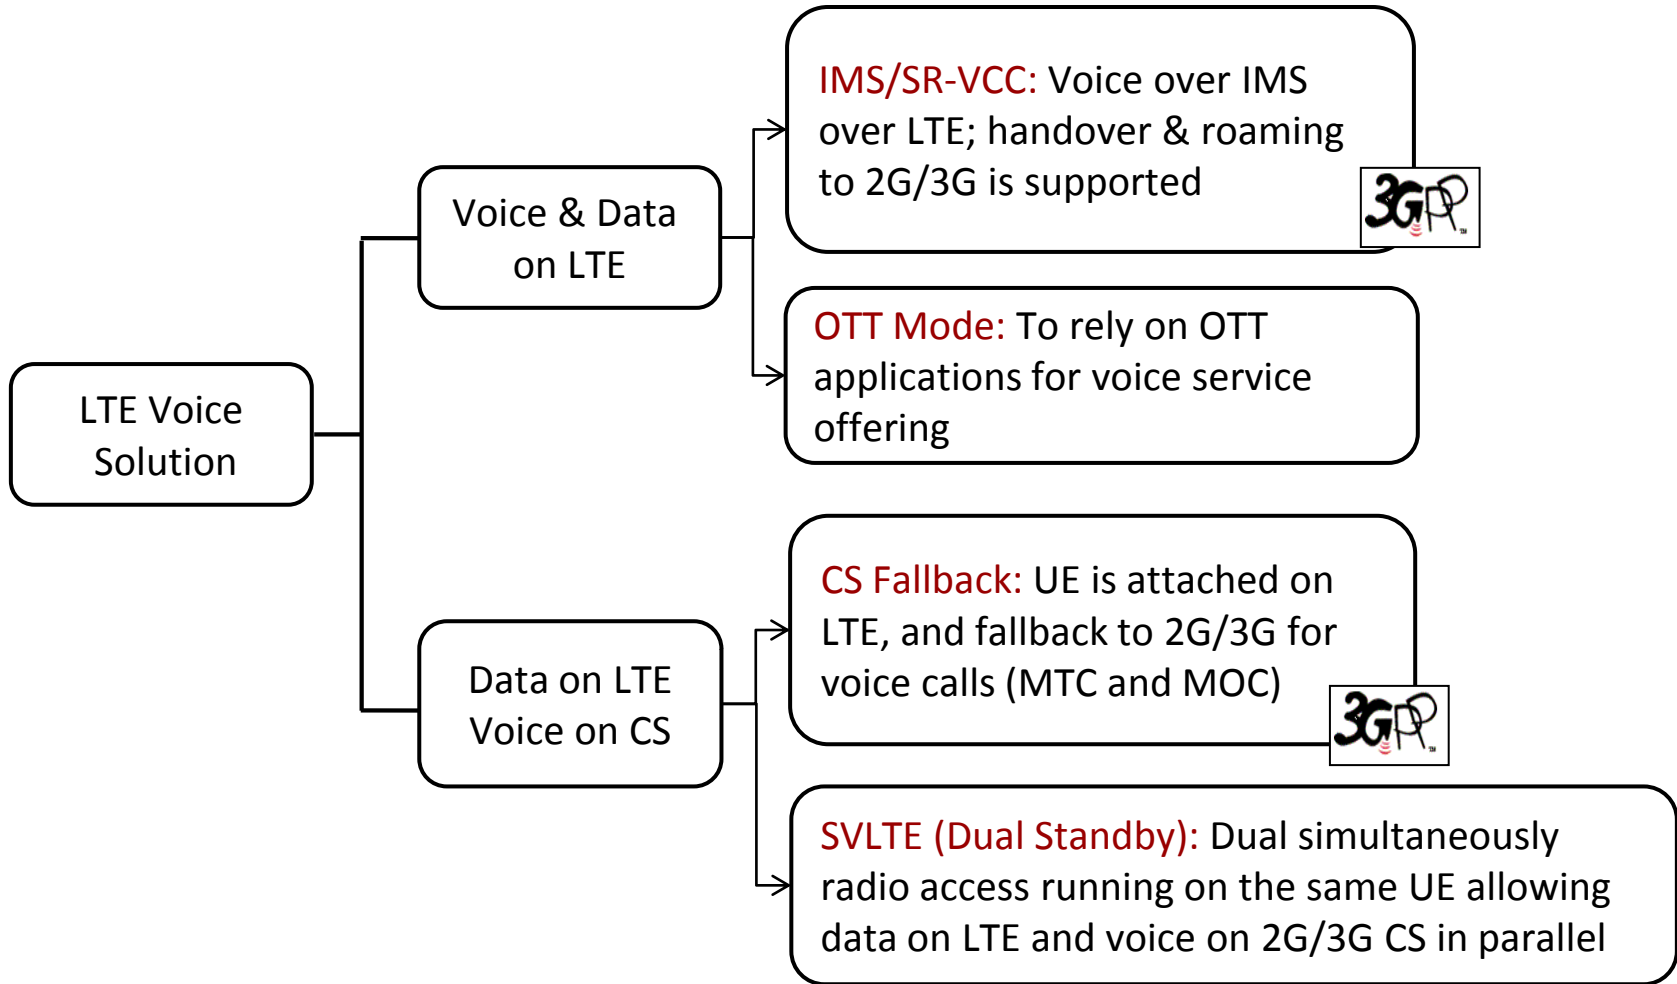 LTE Voice
Solution
Voice & Data
on LTE
IMS/SR-VCC: Voice over IMS
over LTE; handover & roaming
to 2G/3G is supported
3GPP
TM
OTT Mode: To rely on OTT
applications for voice service
offering
Data on LTE
Voice on CS
CS Fallback: UE is attached on
LTE, and fallback to 2G/3G for
voice calls (MTC and MOC)
3GPP
TM
SVLTE (Dual Standby): Dual simultaneously
radio access running on the same UE allowing
data on LTE and voice on 2G/3G CS in parallel